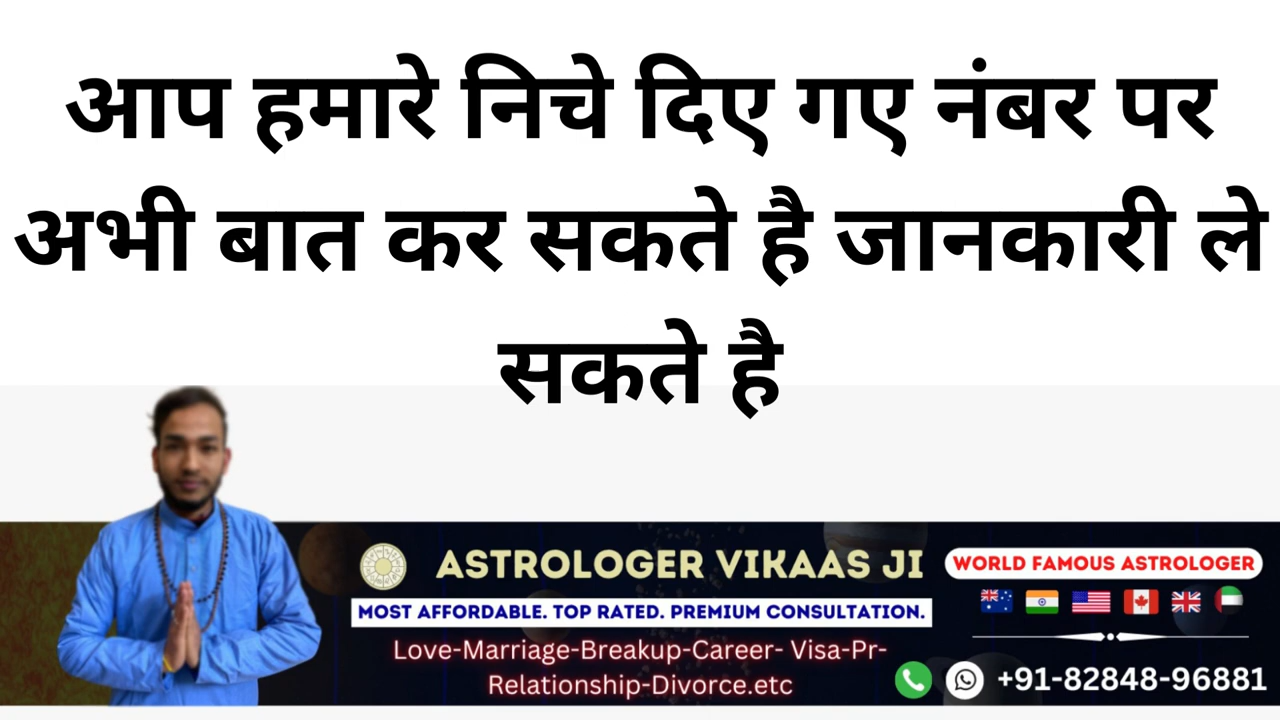 आप हमारे निचे दिए गए नंबर पर
अभी बात कर सकते है जानकारी ले
सकते है
ASTROLOGER VIKAAS JI
MOST AFFORDABLE. TOP RATED. PREMIUM CONSULTATION.
Love-Marriage-Breakup-Career- Visa-Pr-
Relationship-Divorce.etc
WORLD FAMOUS ASTROLOGER
+91-82848-96881